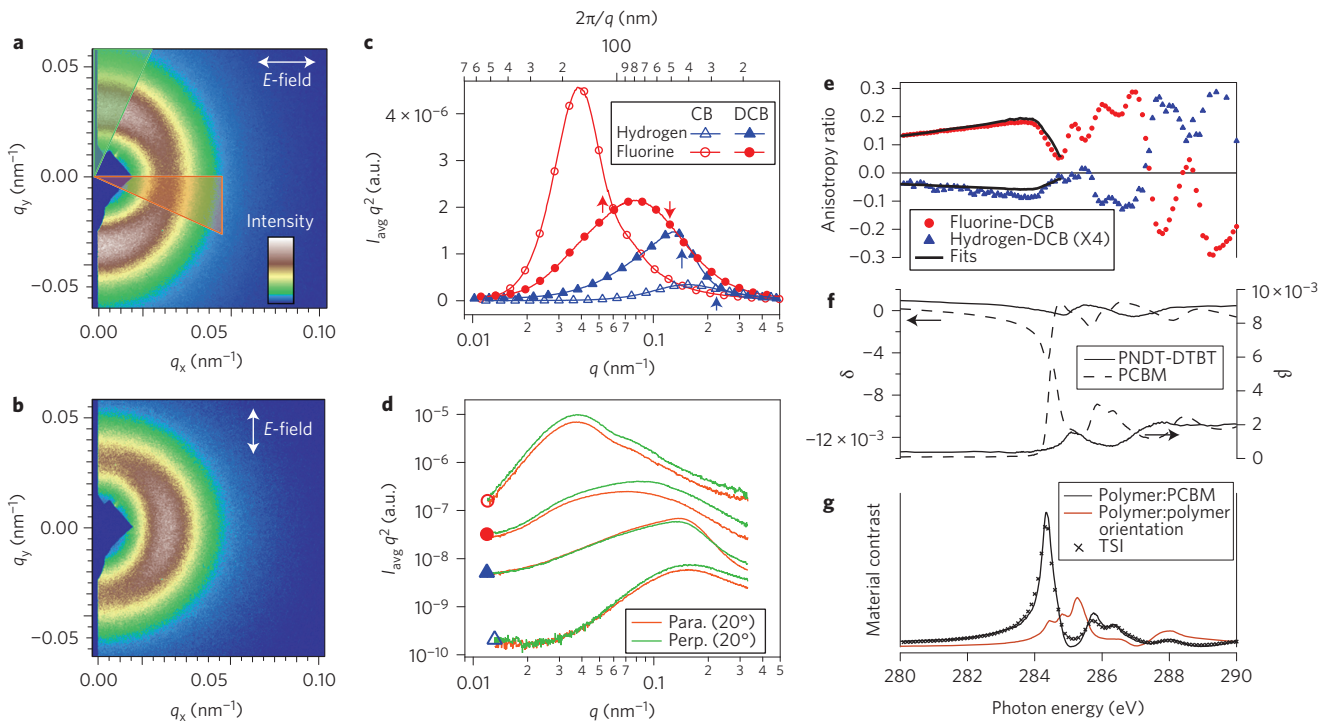 a
0.05
0.00
−0.05
q_y (nm⁻¹)
E-field
Intensity
0.00
0.05
0.10
q_x (nm⁻¹)
b
0.05
0.00
−0.05
q_y (nm⁻¹)
E-field
0.00
0.05
0.10
q_x (nm⁻¹)
c
2π/q (nm)
100
7 6 5 4 3 2 9 8 7 6 5 4 3 2
4 × 10⁻⁶
3
2
1
0
I_avg q² (a.u.)
CB DCB
Hydrogen
Fluorine
0.01 2 3 4 5 6 7 0.1 2 3 4 5
q (nm⁻¹)
d
10⁻⁵
10⁻⁶
10⁻⁷
10⁻⁸
10⁻⁹
10⁻¹⁰
I_avg q² (a.u.)
Para. (20°)
Perp. (20°)
0.01 2 3 4 5 6 7 0.1 2 3 4 5
q (nm⁻¹)
e
0.3
0.2
0.1
0.0
−0.1
−0.2
−0.3
Anisotropy ratio
Fluorine-DCB
Hydrogen-DCB (X4)
Fits
f
0
−4
−8
−12 × 10⁻³
δ
10 × 10⁻³
8
6
4
2
0
β
PNDT-DTBT
PCBM
g
Material contrast
Polymer:PCBM
Polymer:polymer
orientation
TSI
280 282 284 286 288 290
Photon energy (eV)